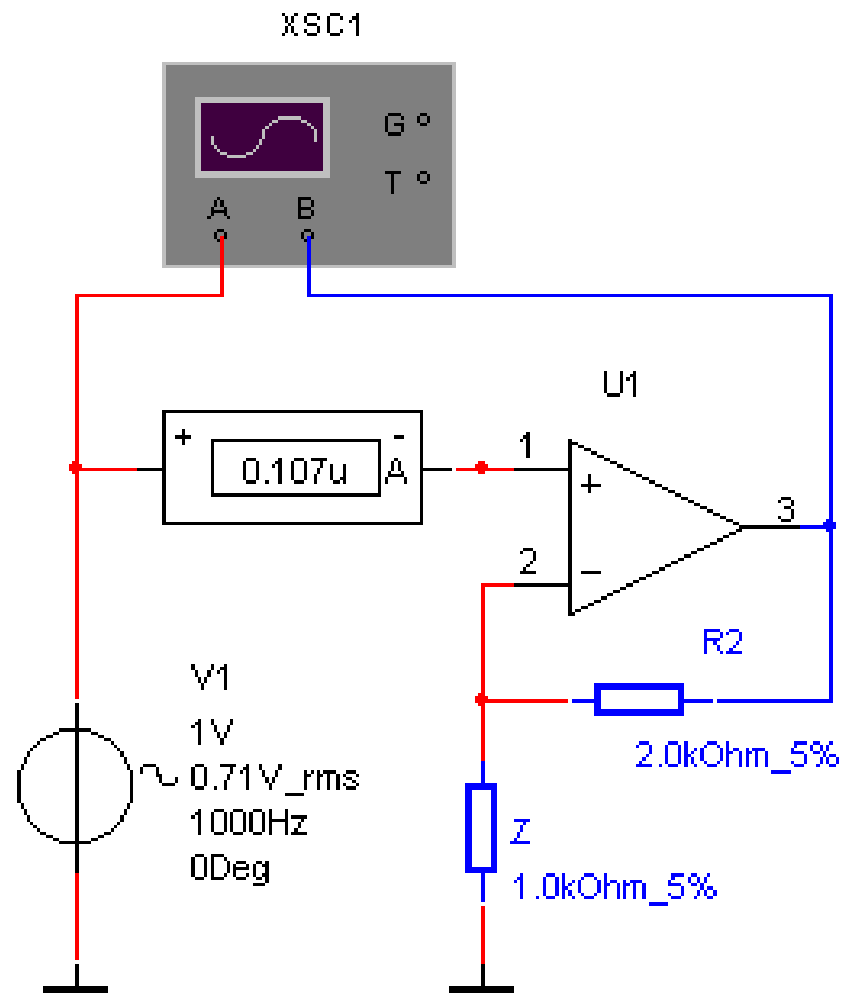 XSC1
G
T
A B
U1
+ -
0.107u A
1
+
3
2
−
R2
V1
1V
2.0kOhm_5%
0.71V_rms
1000Hz
Z
0Deg
1.0kOhm_5%